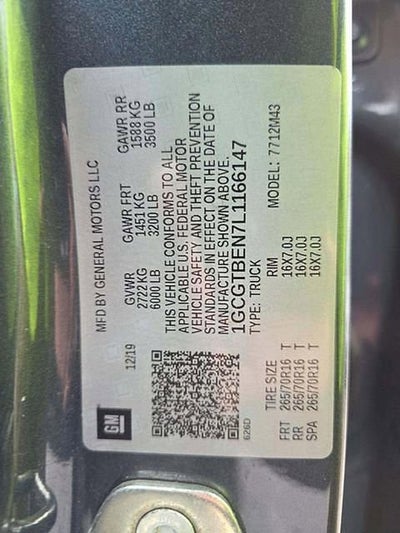 GM
12/19
MFD BY GENERAL MOTORS LLC
GVWR GAWR FRT GAWR RR
2722 KG 1451 KG 1588 KG
6000 LB 3200 LB 3500 LB
THIS VEHICLE CONFORMS TO ALL
APPLICABLE U.S. FEDERAL MOTOR
VEHICLE SAFETY AND THEFT PREVENTION
STANDARDS IN EFFECT ON THE DATE OF
MANUFACTURE SHOWN ABOVE.
1GCGTBEN7L1166147
TYPE: TRUCK MODEL: 7712M43
626D
TIRE SIZE RIM
FRT 265/70R16 T 16X7.0J
RR 265/70R16 T 16X7.0J
SPA 265/70R16 T 16X7.0J